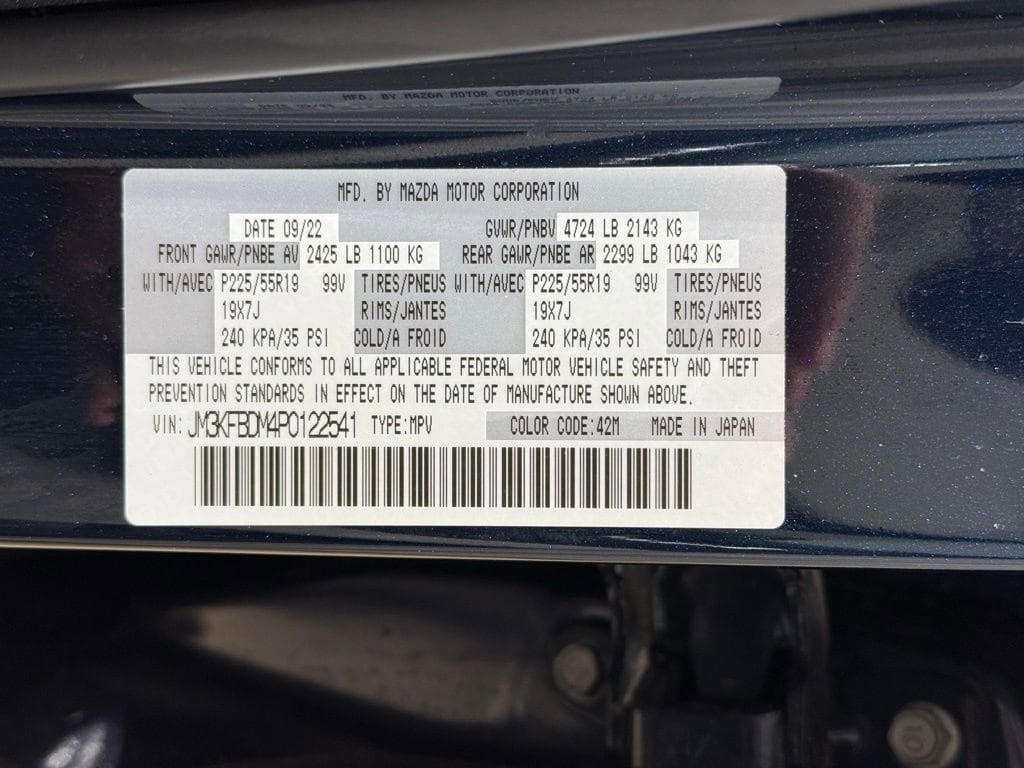 MFD. BY MAZDA MOTOR CORPORATION
MFD. BY MAZDA MOTOR CORPORATION
DATE 09/22 GVWR/PNBV 4724 LB 2143 KG
FRONT GAWR/PNBE AV 2425 LB 1100 KG REAR GAWR/PNBE AR 2299 LB 1043 KG
WITH/AVEC P225/55R19 99V TIRES/PNEUS WITH/AVEC P225/55R19 99V TIRES/PNEUS
19X7J RIMS/JANTES 19X7J RIMS/JANTES
240 KPA/35 PSI COLD/A FROID 240 KPA/35 PSI COLD/A FROID
THIS VEHICLE CONFORMS TO ALL APPLICABLE FEDERAL MOTOR VEHICLE SAFETY AND THEFT
PREVENTION STANDARDS IN EFFECT ON THE DATE OF MANUFACTURE SHOWN ABOVE.
VIN: JM3KFBDM4P0122541 TYPE:MPV COLOR CODE:42M MADE IN JAPAN